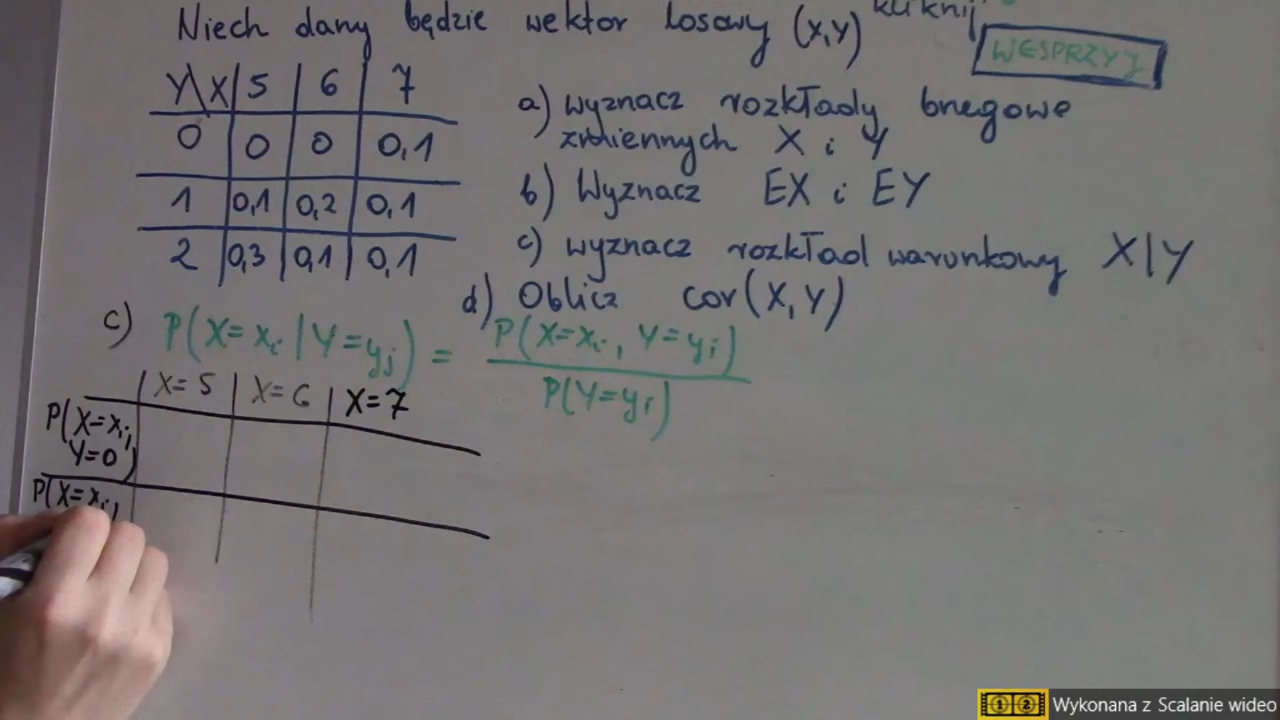 Niech dany będzie wektor losowy (X,Y) kliknij
WESPRZYJ
Y\X 5 6 7
0 0 0 0,1
1 0,1 0,2 0,1
2 0,3 0,1 0,1
a) wyznacz rozkłady bnegowe
zmiennych X i Y
b) Wyznacz EX i EY
c) wyznacz rozkład warunkowy X|Y
d) Oblicz cor(X,Y)
c) P(X=xi|Y=yj) = P(X=xi, Y=yi)
P(Y=yi)
X=5 X=6 X=7
P(X=xi,
Y=0)
P(X=xi,
Wykonana z Scalanie wideo